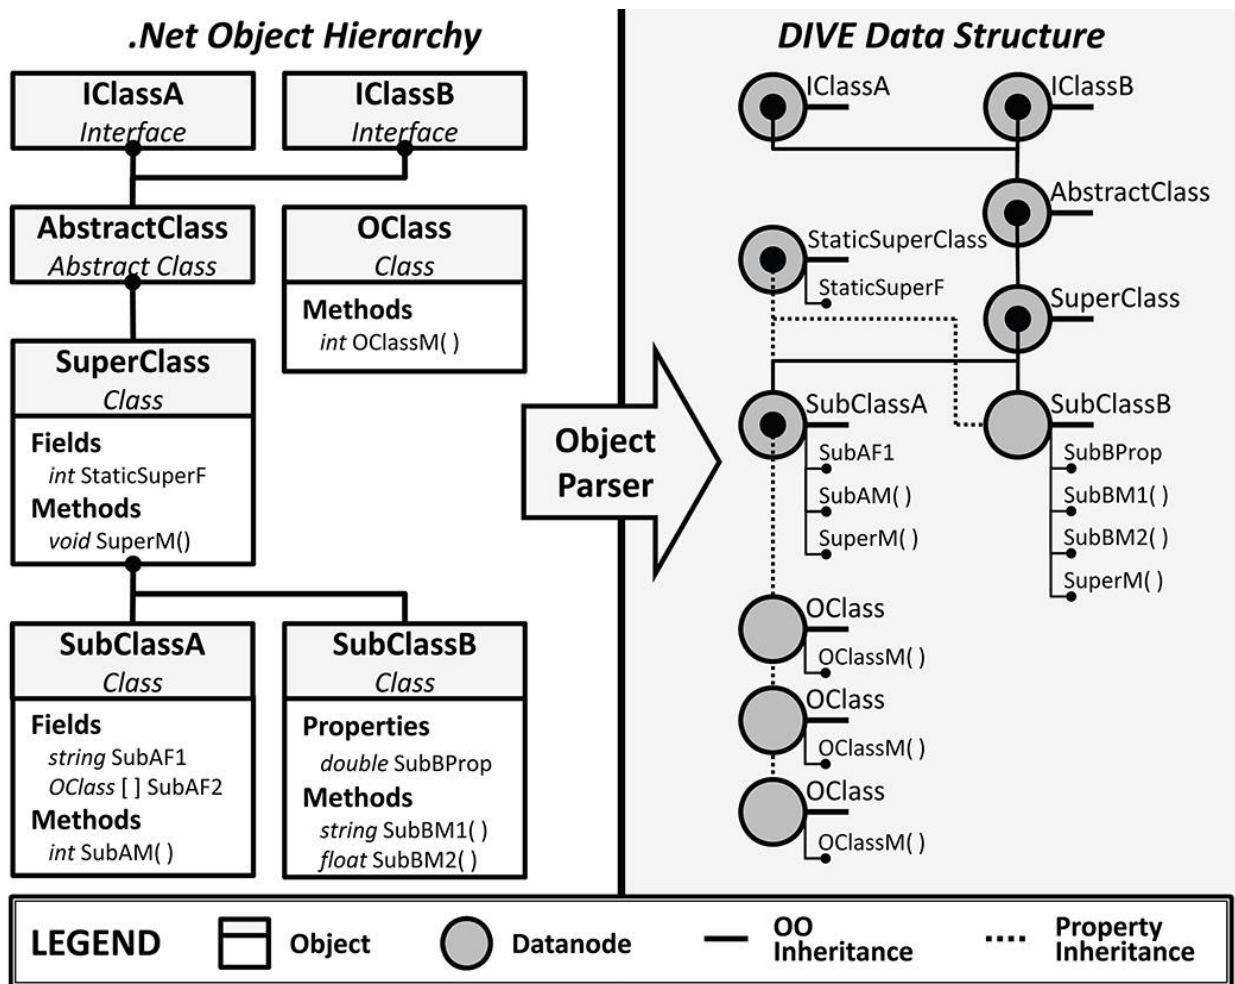 .Net Object Hierarchy
IClassA
Interface
IClassB
Interface
AbstractClass
Abstract Class
OClass
Class
Methods
int OClassM( )
SuperClass
Class
Fields
int StaticSuperF
Methods
void SuperM()
SubClassA
Class
Fields
string SubAF1
OClass [ ] SubAF2
Methods
int SubAM( )
SubClassB
Class
Properties
double SubBProp
Methods
string SubBM1( )
float SubBM2( )
Object
Parser
DIVE Data Structure
IClassA
IClassB
AbstractClass
StaticSuperClass
StaticSuperF
SuperClass
SubClassA
SubAF1
SubAM( )
SuperM( )
SubClassB
SubBProp
SubBM1( )
SubBM2( )
SuperM( )
OClass
OClassM( )
OClass
OClassM( )
OClass
OClassM( )
LEGEND
Object
Datanode
OO
Inheritance
Property
Inheritance